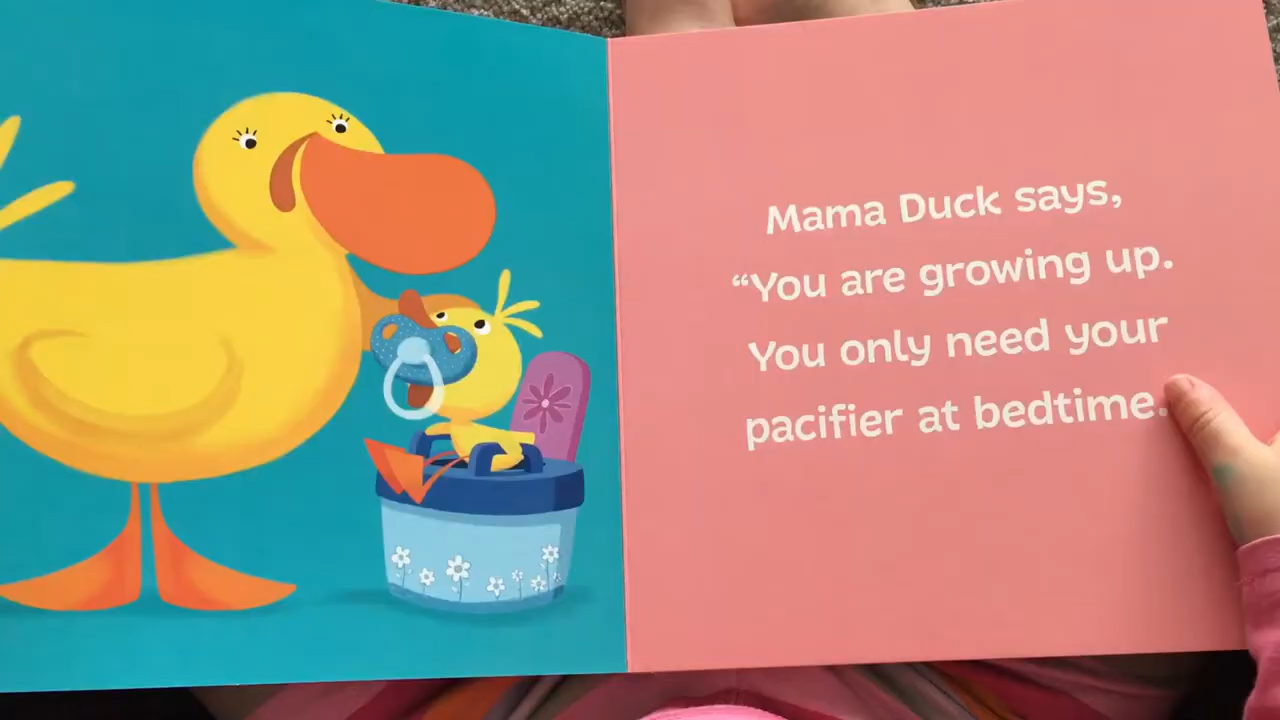 Mama Duck says,
“You are growing up.
You only need your
pacifier at bedtime.